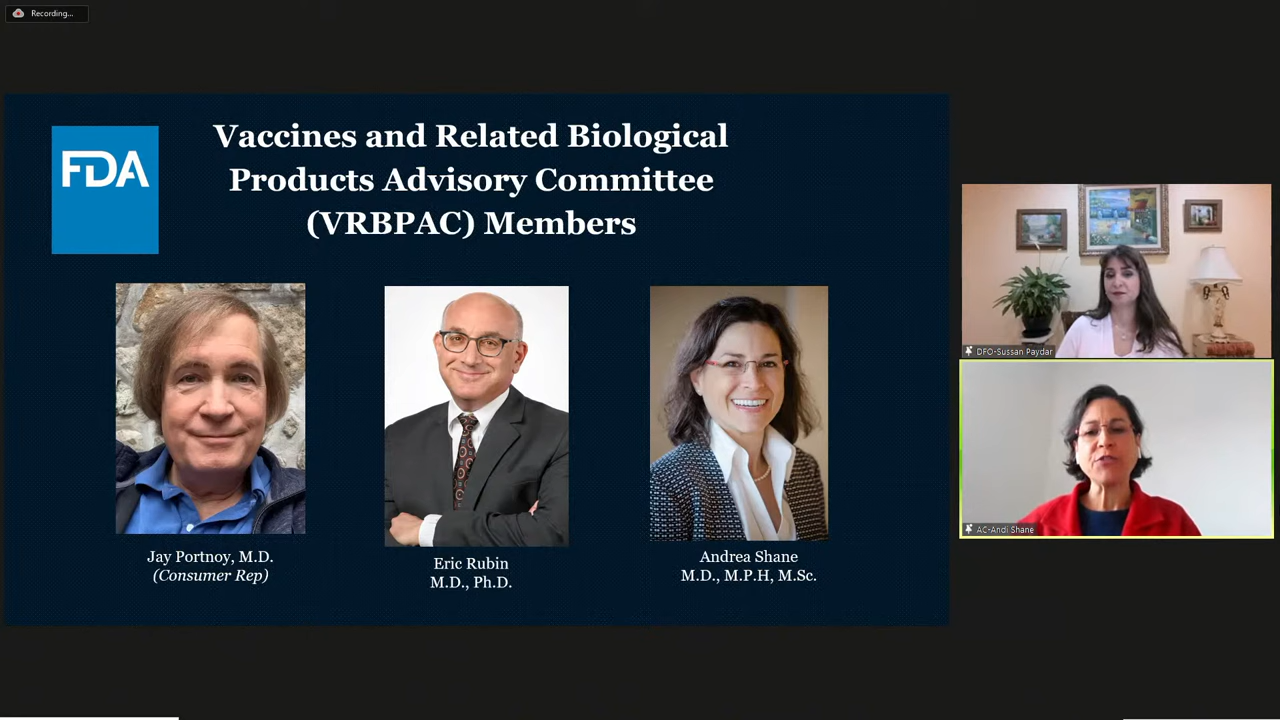 Recording...
FDA
Vaccines and Related Biological
Products Advisory Committee
(VRBPAC) Members
Jay Portnoy, M.D.
(Consumer Rep)
Eric Rubin
M.D., Ph.D.
Andrea Shane
M.D., M.P.H, M.Sc.
DFO-Sussan Paydar
AC-Andi Shane